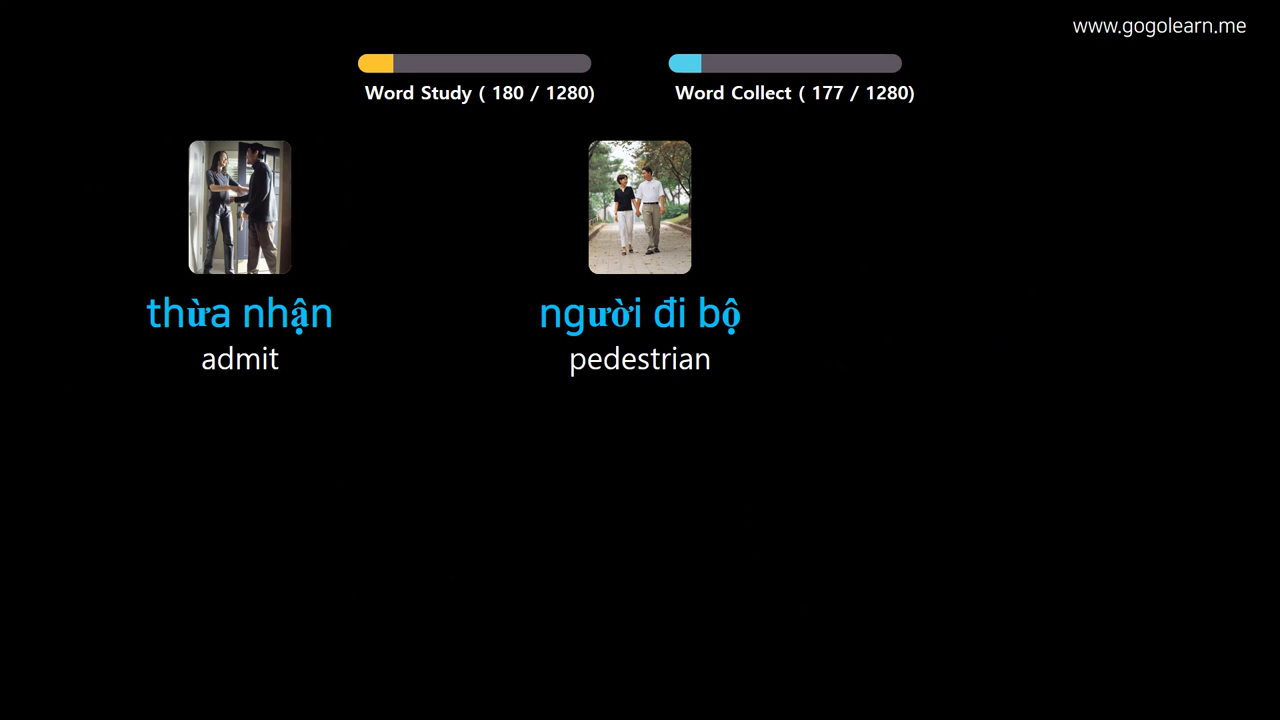 www.gogolearn.me
Word Study ( 180 / 1280)
Word Collect ( 177 / 1280)
thừa nhận
người đi bộ
admit
pedestrian